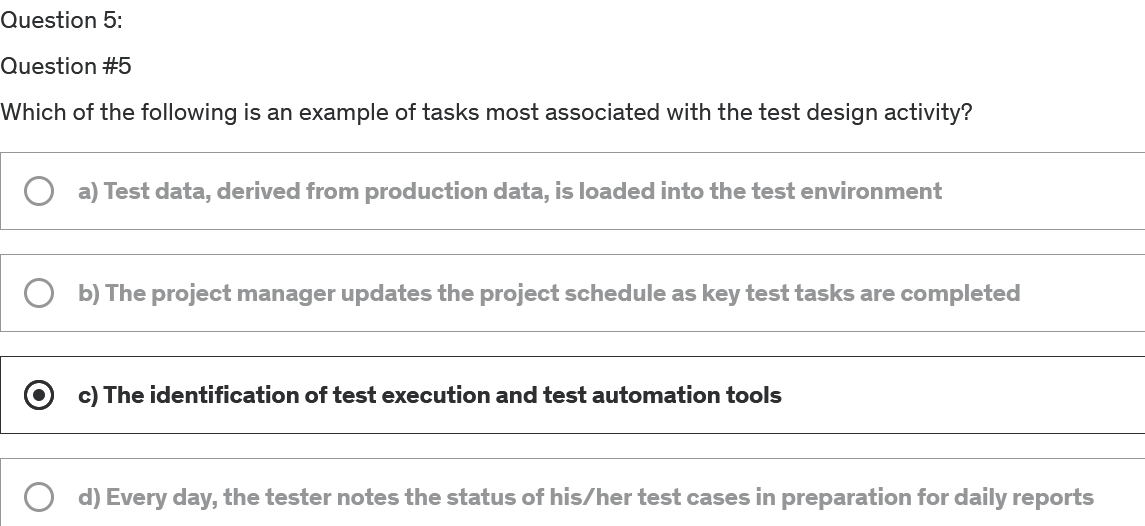 Question 5:
Question #5
Which of the following is an example of tasks most associated with the test design activity?
a) Test data, derived from production data, is loaded into the test environment
b) The project manager updates the project schedule as key test tasks are completed
c) The identification of test execution and test automation tools
d) Every day, the tester notes the status of his/her test cases in preparation for daily reports